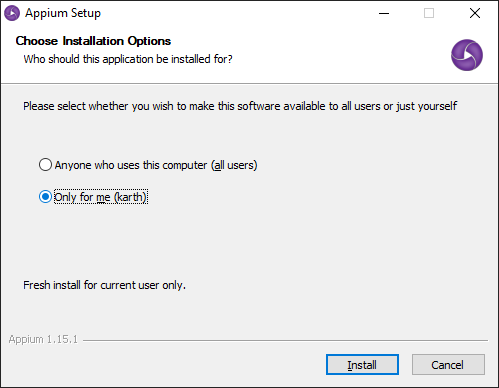 Appium Setup
Choose Installation Options
Who should this application be installed for?
Please select whether you wish to make this software available to all users or just yourself
Anyone who uses this computer (all users)
Only for me (karth)
Fresh install for current user only.
Appium 1.15.1
Install
Cancel